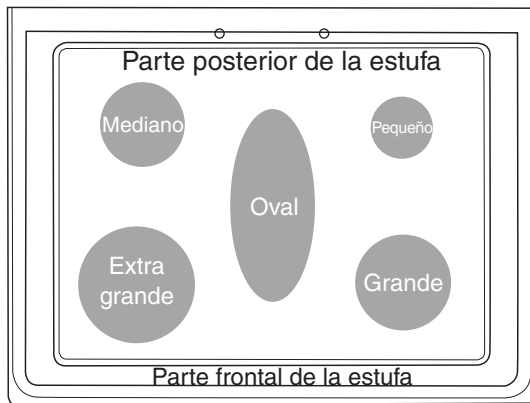 Parte posterior de la estufa
Mediano
Pequeño
Oval
Extra
grande
Grande
Parte frontal de la estufa